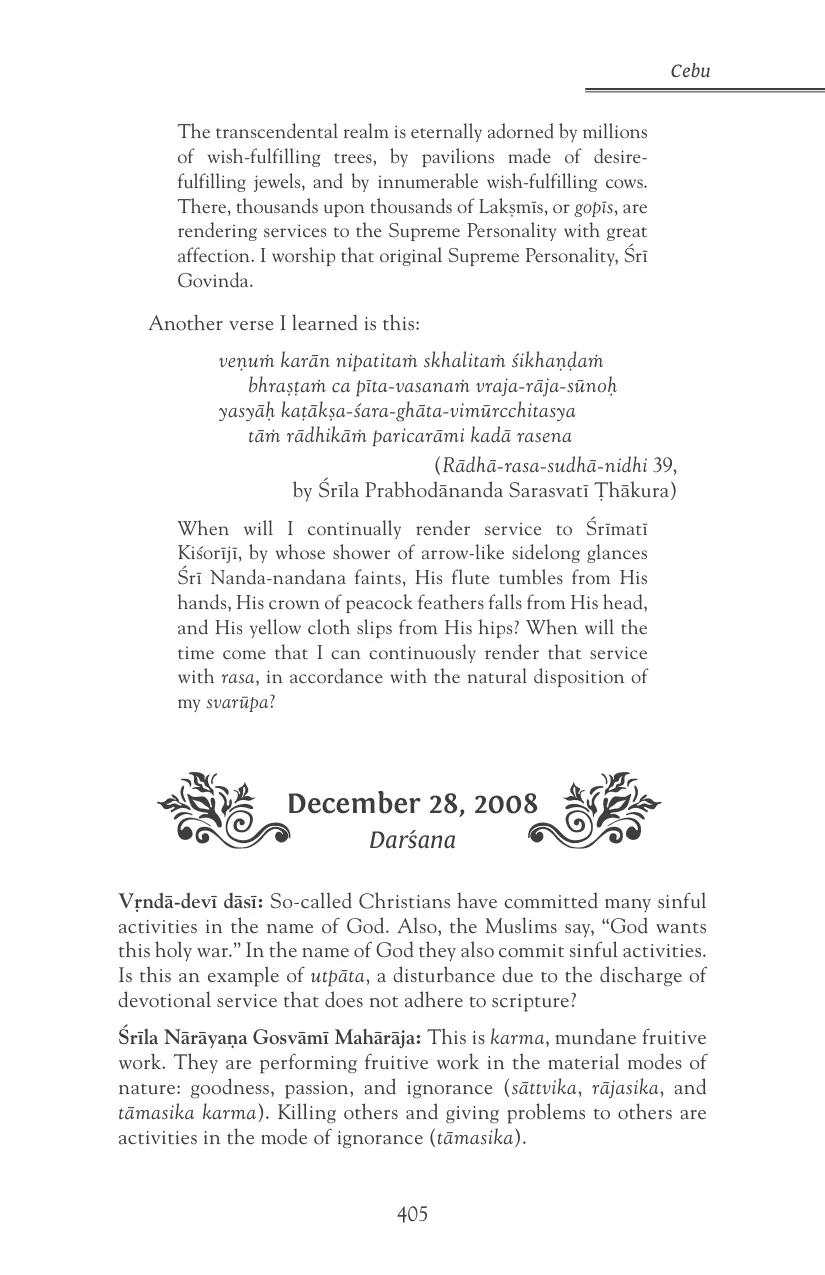 Cebu
The transcendental realm is eternally adorned by millions
of wish-fulfilling trees, by pavilions made of desire-
fulfilling jewels, and by innumerable wish-fulfilling cows.
There, thousands upon thousands of Lakṣmīs, or gopīs, are
rendering services to the Supreme Personality with great
affection. I worship that original Supreme Personality, Śrī
Govinda.
Another verse I learned is this:
veṇuṁ karān nipatitaṁ skhalitaṁ śikhaṇḍaṁ
bhraṣṭaṁ ca pīta-vasanaṁ vraja-rāja-sūnoḥ
yasyāḥ kaṭākṣa-śara-ghāta-vimūrcchitasya
tāṁ rādhikāṁ paricarāmi kadā rasena
(Rādhā-rasa-sudhā-nidhi 39,
by Śrīla Prabhodānanda Sarasvatī Ṭhākura)
When will I continually render service to Śrīmatī
Kiśorījī, by whose shower of arrow-like sidelong glances
Śrī Nanda-nandana faints, His flute tumbles from His
hands, His crown of peacock feathers falls from His head,
and His yellow cloth slips from His hips? When will the
time come that I can continuously render that service
with rasa, in accordance with the natural disposition of
my svarūpa?
December 28, 2008
Darśana
Vṛndā-devī dāsī: So-called Christians have committed many sinful
activities in the name of God. Also, the Muslims say, “God wants
this holy war.” In the name of God they also commit sinful activities.
Is this an example of utpāta, a disturbance due to the discharge of
devotional service that does not adhere to scripture?
Śrīla Nārāyaṇa Gosvāmī Mahārāja: This is karma, mundane fruitive
work. They are performing fruitive work in the material modes of
nature: goodness, passion, and ignorance (sāttvika, rājasika, and
tāmasika karma). Killing others and giving problems to others are
activities in the mode of ignorance (tāmasika).
405